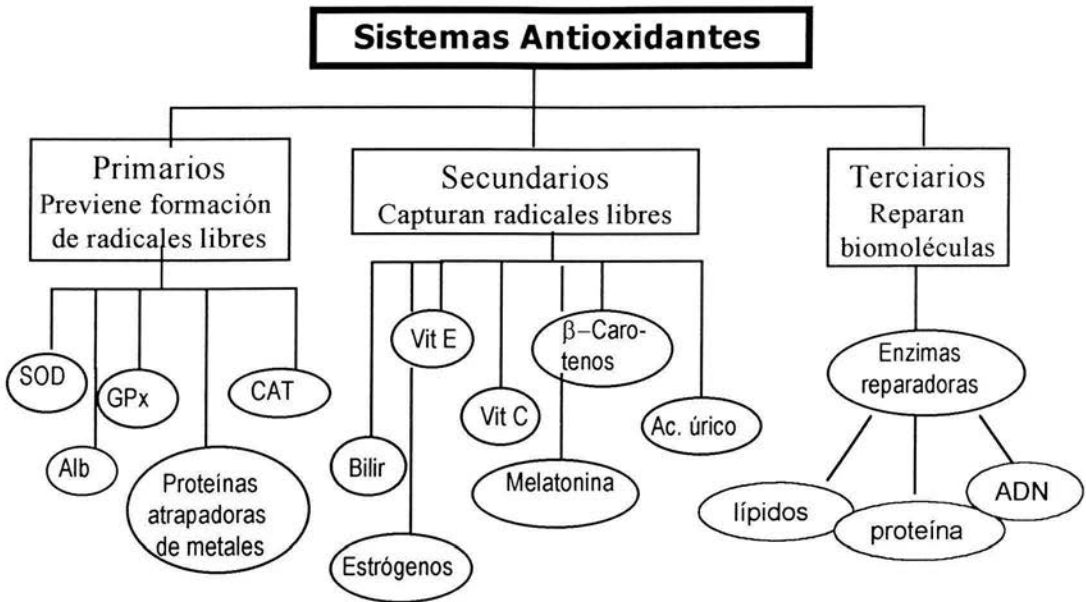 Sistemas Antioxidantes
Primarios
Previene formación
de radicales libres
SOD
Alb
GPx
Proteínas
atrapadoras
de metales
CAT
Secundarios
Capturan radicales libres
Bilir
Vit E
Estrógenos
Vit C
β–Caro-
tenos
Melatonina
Ac. úrico
Terciarios
Reparan
biomoléculas
Enzimas
reparadoras
lípidos
proteína
ADN